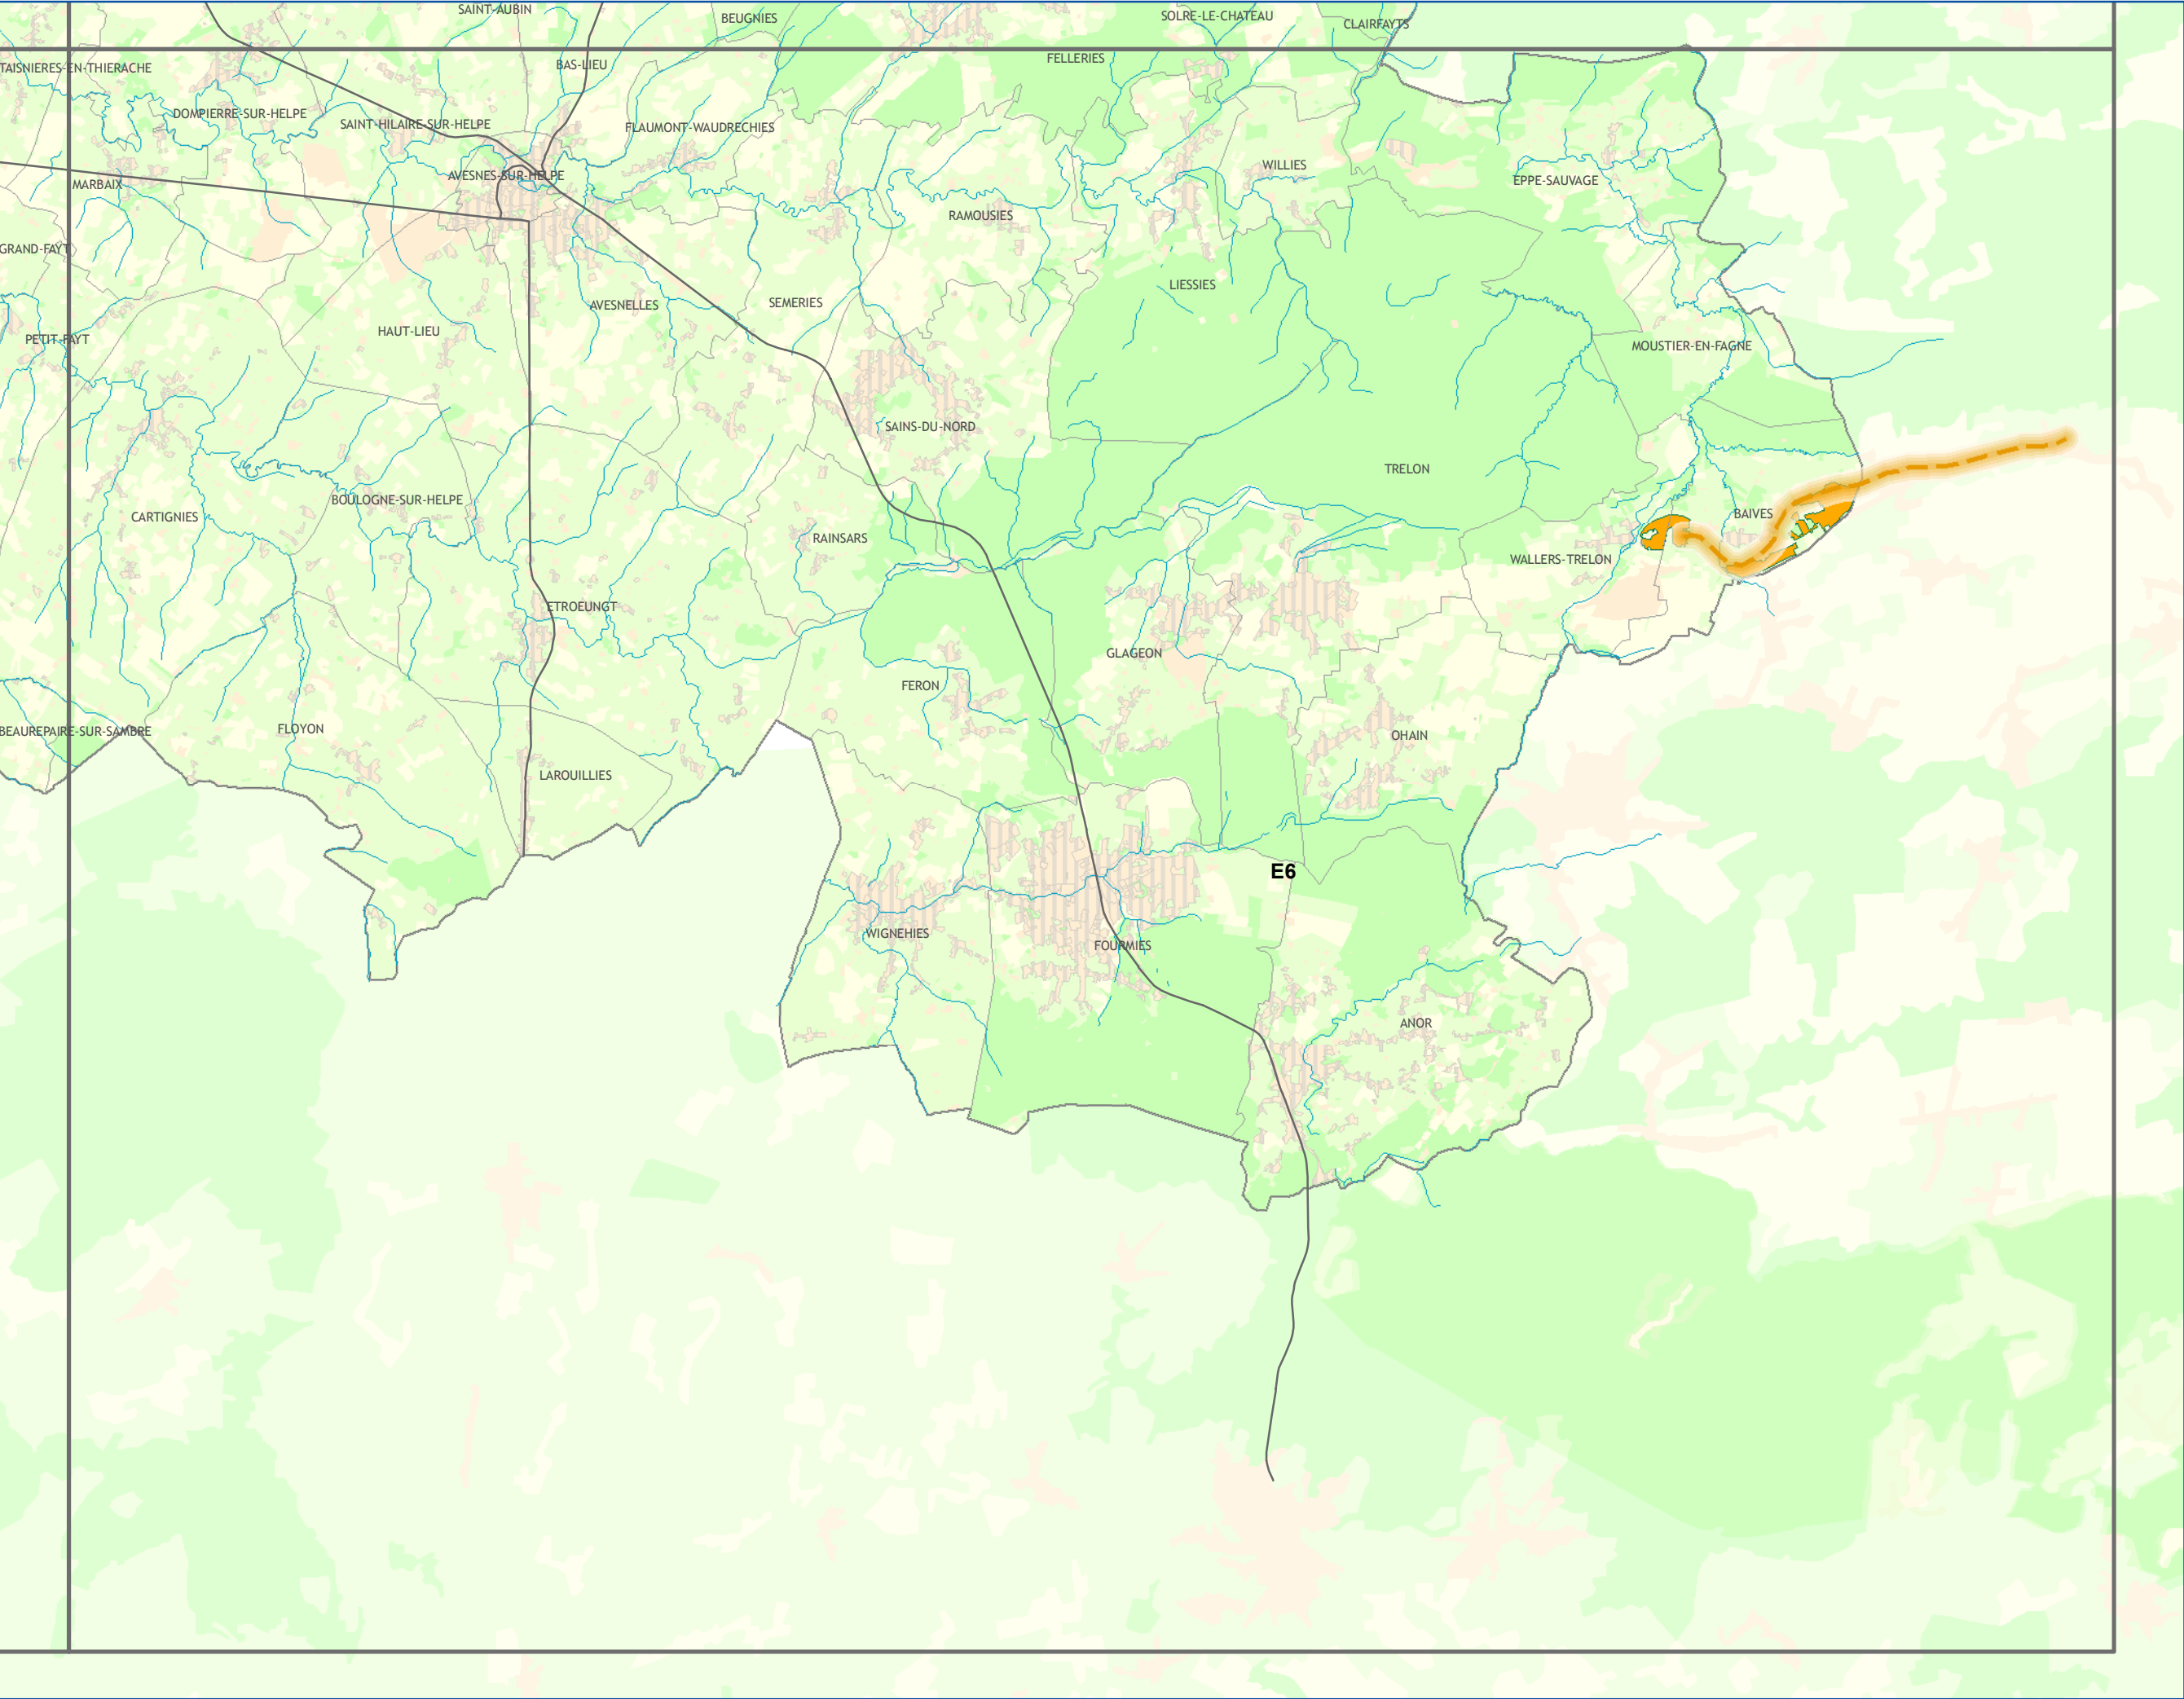 SAINT-AUBIN
BEUGNIES
SOLRE-LE-CHATEAU
CLAIRFAYTS
TAISNIERES-EN-THIERACHE
BAS-LIEU
FELLERIES
DOMPIERRE-SUR-HELPE
SAINT-HILAIRE-SUR-HELPE
FLAUMONT-WAUDRECHIES
WILLIES
EPPE-SAUVAGE
MARBAIX
AVESNES-SUR-HELPE
RAMOUSIES
GRAND-FAYT
LIESSIES
AVESNELLES
SEMERIES
HAUT-LIEU
PETIT-FAYT
MOUSTIER-EN-FAGNE
SAINS-DU-NORD
TRELON
BOULOGNE-SUR-HELPE
CARTIGNIES
BAIVES
RAINSARS
WALLERS-TRELON
ETROEUNGT
GLAGEON
FERON
BEAUREPAIRE-SUR-SAMBRE
FLOYON
OHAIN
LAROUILLIES
E6
WIGNEHIES
FOURMIES
ANOR